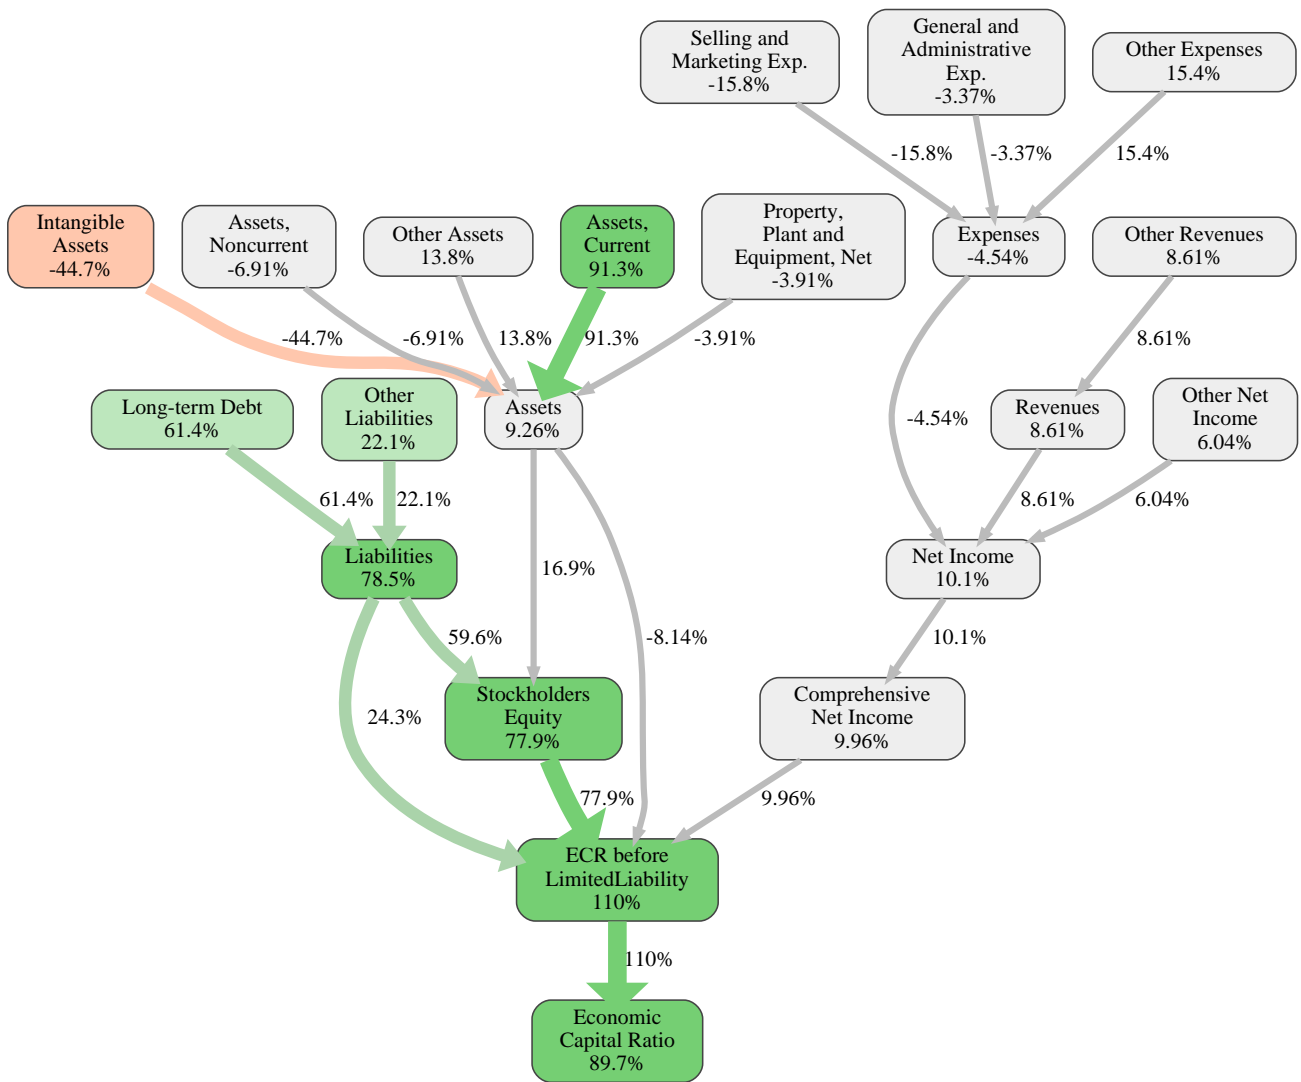 Selling and
Marketing Exp.
-15.8%
General and
Administrative
Exp.
-3.37%
Other Expenses
15.4%
-15.8%
-3.37%
15.4%
Intangible
Assets
-44.7%
Assets,
Noncurrent
-6.91%
Other Assets
13.8%
Assets,
Current
91.3%
Property,
Plant and
Equipment, Net
-3.91%
Expenses
-4.54%
Other Revenues
8.61%
-44.7%
-6.91%
13.8%
91.3%
-3.91%
8.61%
Long-term Debt
61.4%
Other
Liabilities
22.1%
Assets
9.26%
-4.54%
Revenues
8.61%
Other Net
Income
6.04%
61.4%
22.1%
8.61%
6.04%
Liabilities
78.5%
16.9%
Net Income
10.1%
59.6%
-8.14%
10.1%
24.3%
Stockholders
Equity
77.9%
Comprehensive
Net Income
9.96%
77.9%
9.96%
ECR before
LimitedLiability
110%
110%
Economic
Capital Ratio
89.7%